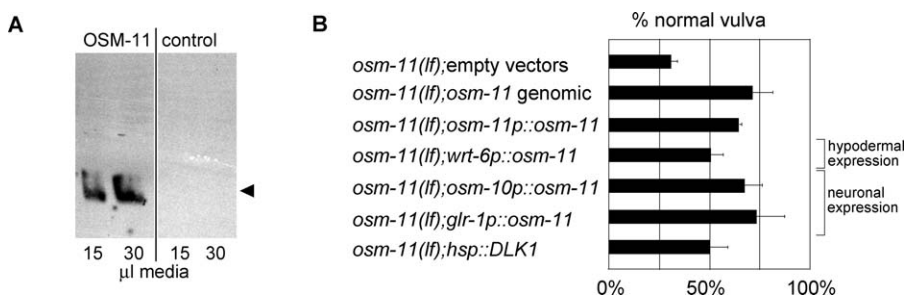 A
OSM-11 control
15 30 15 30
µl media
B
% normal vulva
osm-11(lf);empty vectors
osm-11(lf);osm-11 genomic
osm-11(lf);osm-11p::osm-11
osm-11(lf);wrt-6p::osm-11
osm-11(lf);osm-10p::osm-11
osm-11(lf);glr-1p::osm-11
osm-11(lf);hsp::DLK1
hypodermal
expression
neuronal
expression
0% 50% 100%